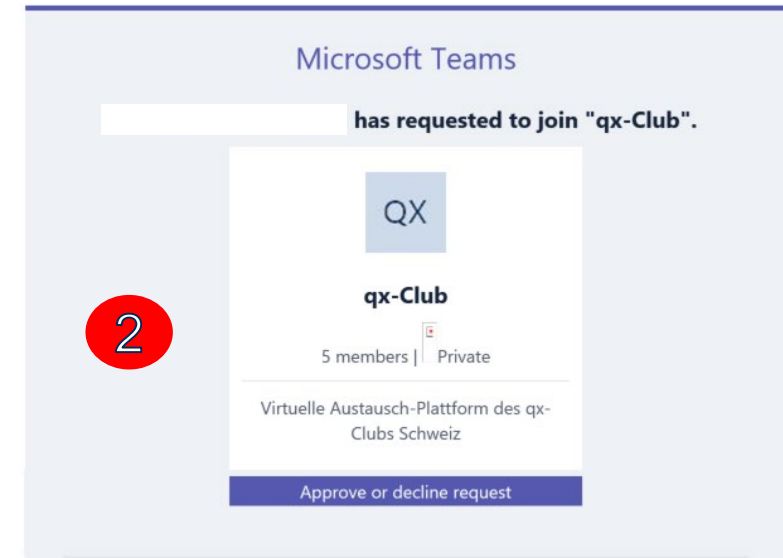 Microsoft Teams
has requested to join "qx-Club".
QX
qx-Club
2
5 members | Private
Virtuelle Austausch-Plattform des qx-
Clubs Schweiz
Approve or decline request